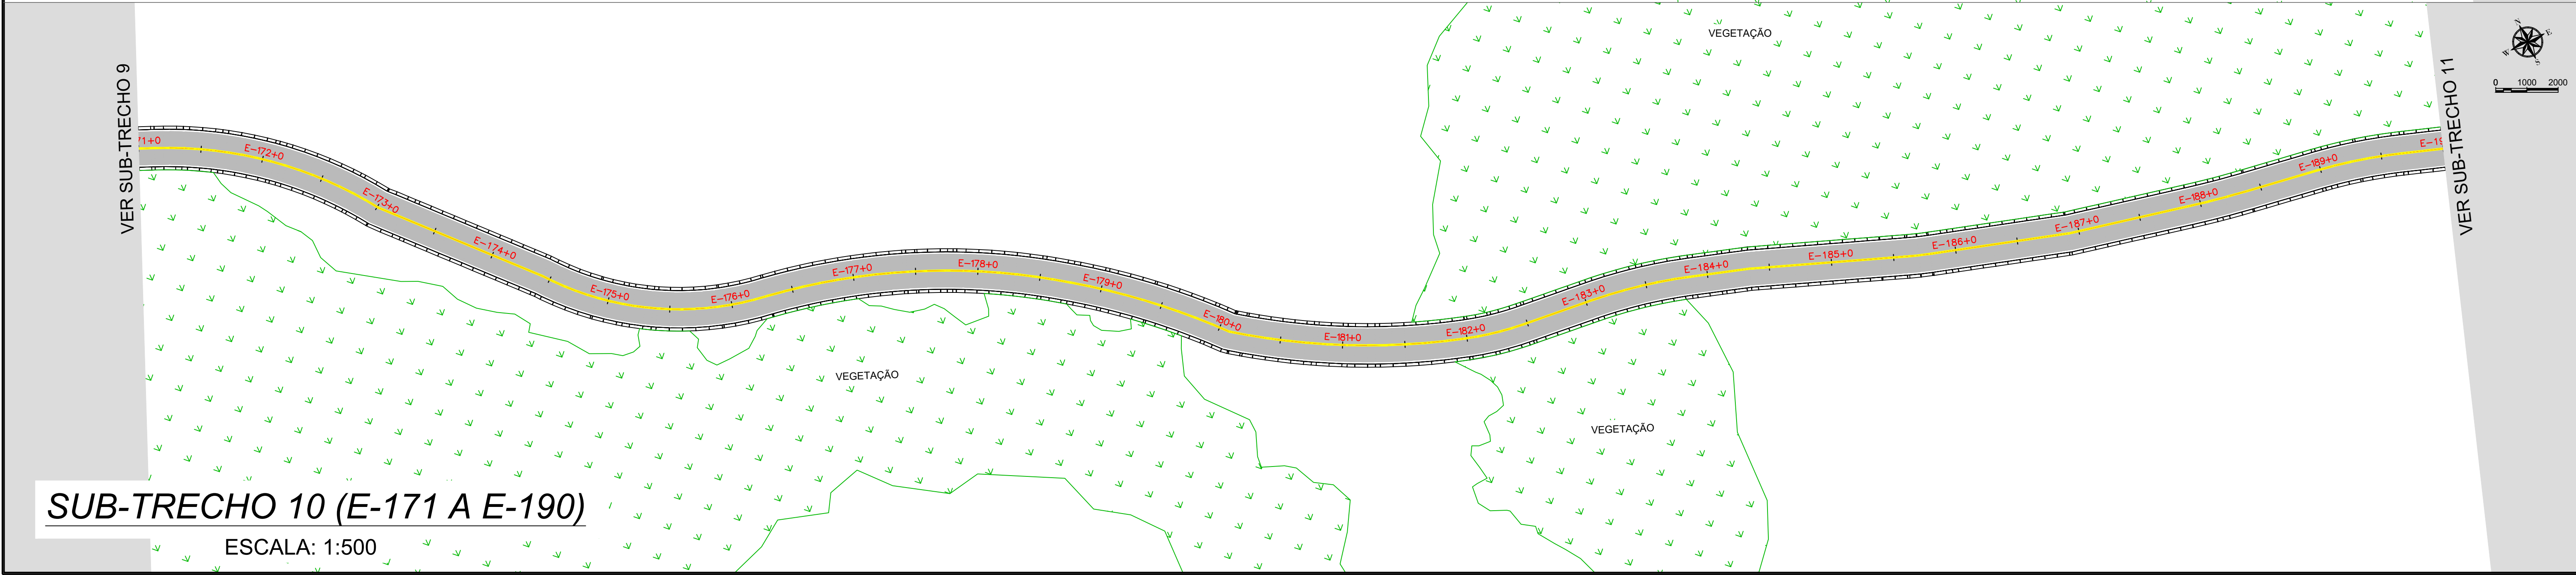 VER SUB-TRECHO 9
71+0
E-172+0
E-173+0
E-174+0
E-175+0
E-176+0
E-177+0
E-178+0
E-179+0
E-180+0
E-181+0
E-182+0
E-183+0
E-184+0
E-185+0
E-186+0
E-187+0
E-188+0
E-189+0
E-19
VEGETAÇÃO
VEGETAÇÃO
VEGETAÇÃO
VER SUB-TRECHO 11
N
E
W
S
0 1000 2000
SUB-TRECHO 10 (E-171 A E-190)
ESCALA: 1:500